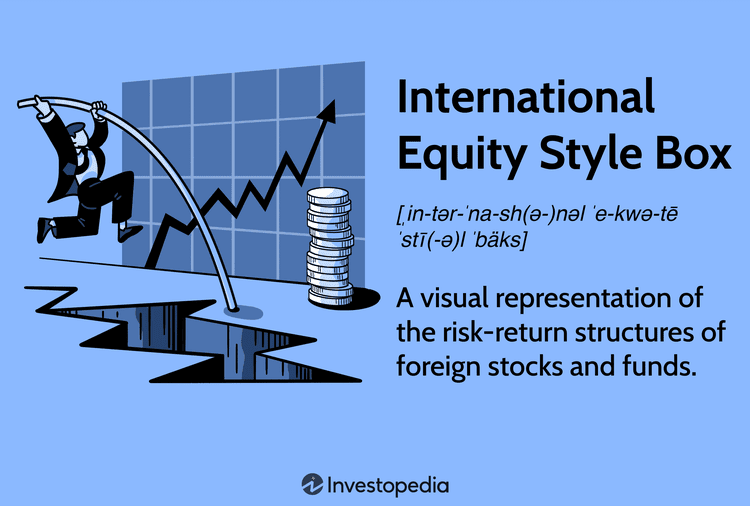 International
Equity Style Box
[ˌin-tər-ˈna-sh(ə-)nəl ˈe-kwə-tē
ˈstī(-ə)l ˈbäks]
A visual representation of
the risk-return structures of
foreign stocks and funds.
Investopedia